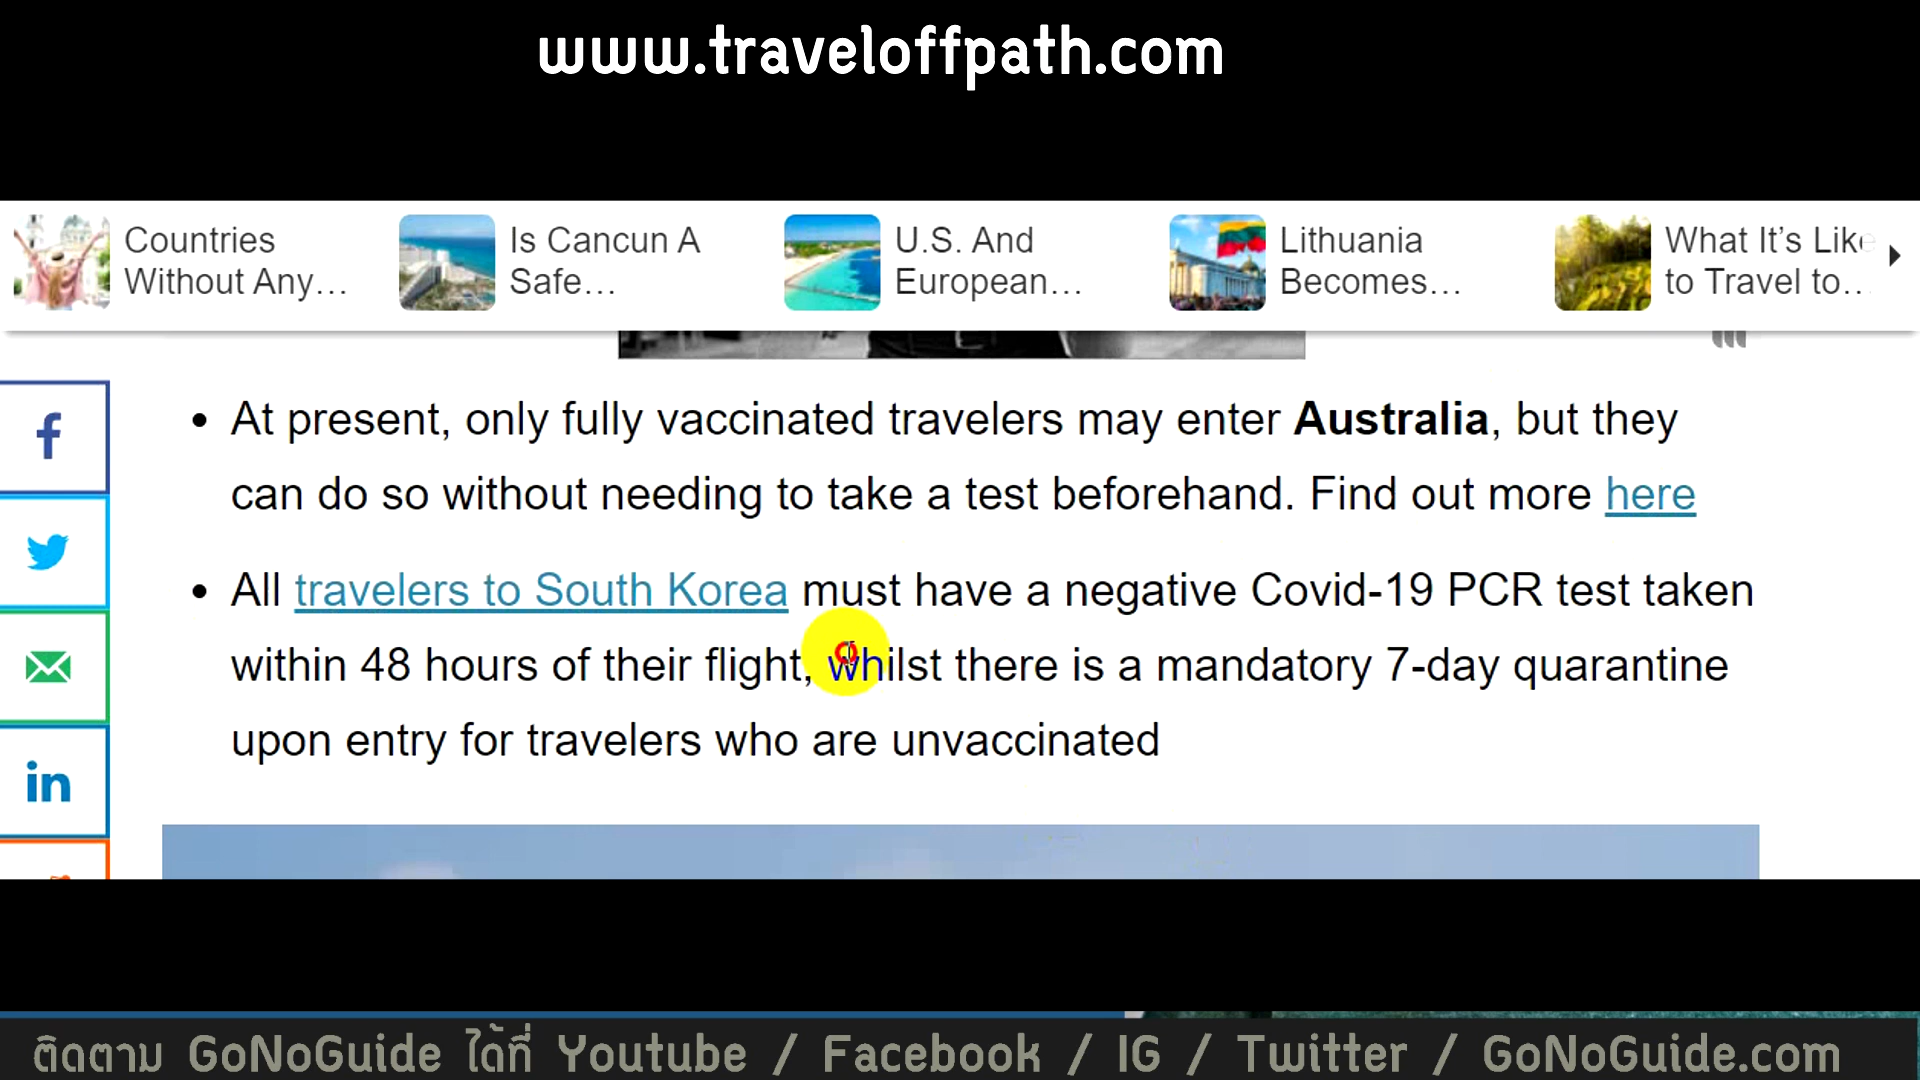 www.traveloffpath.com
Countries
Without Any...
Is Cancun A
Safe...
U.S. And
European...
Lithuania
Becomes...
What It's Like
to Travel to...
At present, only fully vaccinated travelers may enter Australia, but they
can do so without needing to take a test beforehand. Find out more here
All travelers to South Korea must have a negative Covid-19 PCR test taken
within 48 hours of their flight, whilst there is a mandatory 7-day quarantine
upon entry for travelers who are unvaccinated
ติดตาม GoNoGuide ได้ที่ Youtube / Facebook / IG / Twitter / GoNoGuide.com